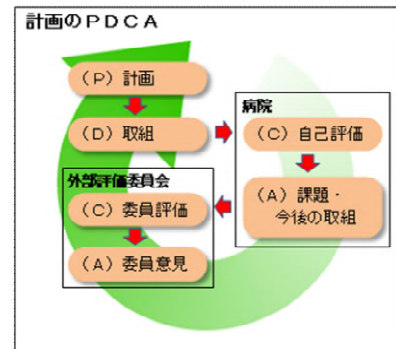 計画のPDCA
（P）計画
（D）取組
病院
（C）自己評価
（A）課題・
今後の取組
外部評価委員会
（C）委員評価
（A）委員意見